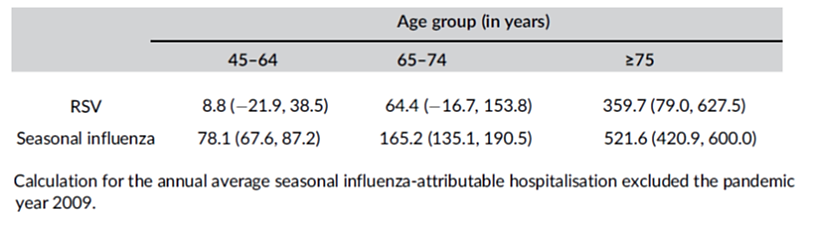 Age group (in years)
45–64 65–74 ≥75
RSV 8.8 (−21.9, 38.5) 64.4 (−16.7, 153.8) 359.7 (79.0, 627.5)
Seasonal influenza 78.1 (67.6, 87.2) 165.2 (135.1, 190.5) 521.6 (420.9, 600.0)
Calculation for the annual average seasonal influenza-attributable hospitalisation excluded the pandemic
year 2009.